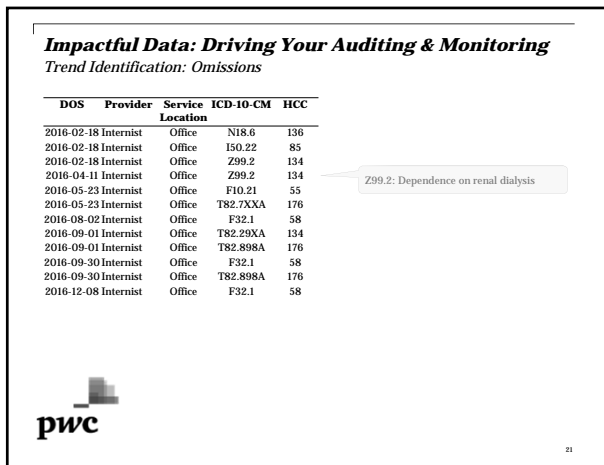 Impactful Data: Driving Your Auditing & Monitoring
Trend Identification: Omissions
DOS Provider Service Location ICD-10-CM HCC
2016-02-18 Internist Office N18.6 136
2016-02-18 Internist Office I50.22 85
2016-02-18 Internist Office Z99.2 134
2016-04-11 Internist Office Z99.2 134
Z99.2: Dependence on renal dialysis
2016-05-23 Internist Office F10.21 55
2016-05-23 Internist Office T82.7XXA 176
2016-08-02 Internist Office F32.1 58
2016-09-01 Internist Office T82.29XA 134
2016-09-01 Internist Office T82.898A 176
2016-09-30 Internist Office F32.1 58
2016-09-30 Internist Office T82.898A 176
2016-12-08 Internist Office F32.1 58
pwc
21